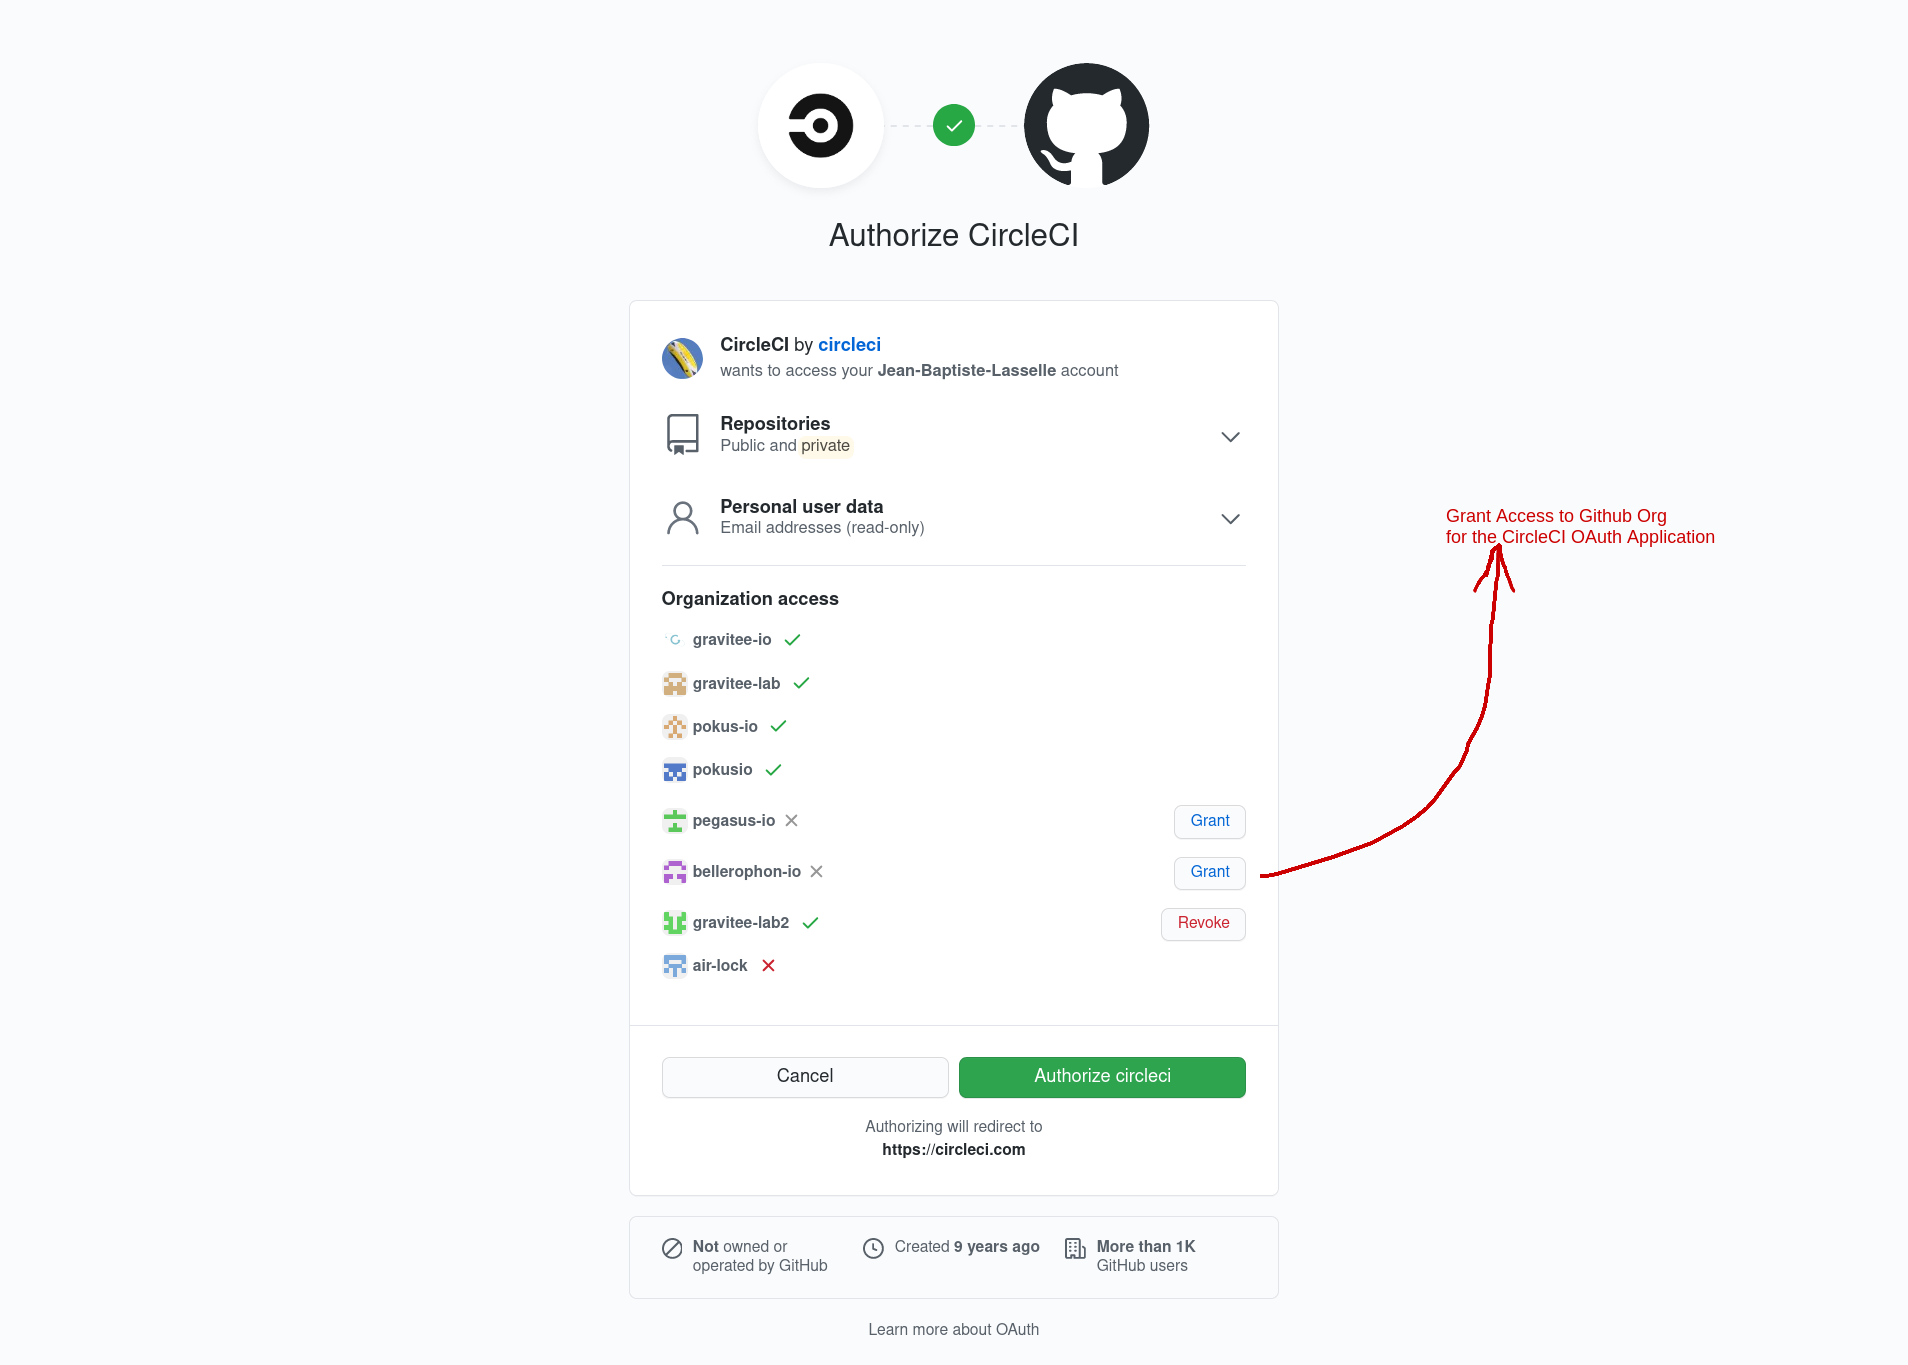 Authorize CircleCI
CircleCI by circleci
wants to access your Jean-Baptiste-Lasselle account
Repositories
Public and private
Personal user data
Email addresses (read-only)
Grant Access to Github Org
for the CircleCI OAuth Application
Organization access
gravitee-io
gravitee-lab
pokus-io
pokusio
pegasus-io Grant
bellerophon-io Grant
gravitee-lab2 Revoke
air-lock
Cancel Authorize circleci
Authorizing will redirect to
https://circleci.com
Not owned or
operated by GitHub
Created 9 years ago
More than 1K
GitHub users
Learn more about OAuth